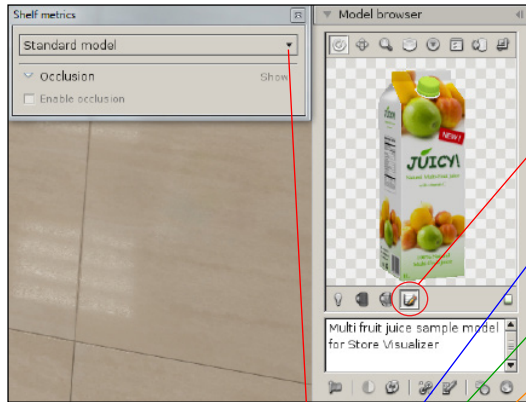 Shelf metrics
Standard model
Occlusion
Show
Enable occlusion
Model browser
NEW!
JUICY!
Multi fruit juice sample model
for Store Visualizer